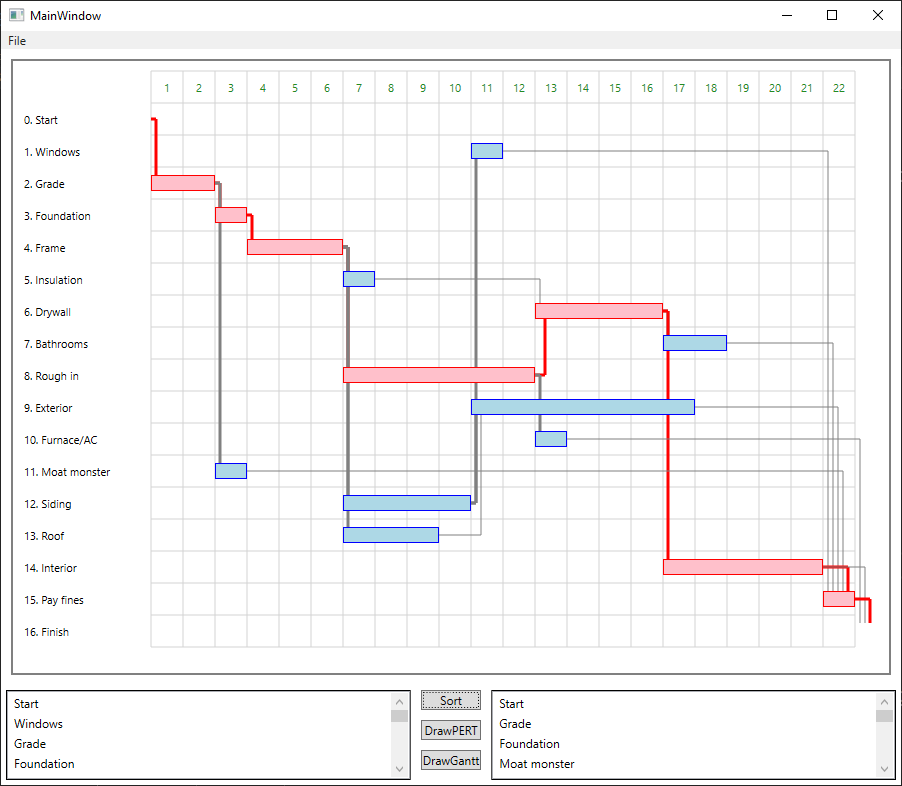 MainWindow
File
1 2 3 4 5 6 7 8 9 10 11 12 13 14 15 16 17 18 19 20 21 22
0. Start
1. Windows
2. Grade
3. Foundation
4. Frame
5. Insulation
6. Drywall
7. Bathrooms
8. Rough in
9. Exterior
10. Furnace/AC
11. Moat monster
12. Siding
13. Roof
14. Interior
15. Pay fines
16. Finish
Start
Windows
Grade
Foundation
Sort
DrawPERT
DrawGantt
Start
Grade
Foundation
Moat monster